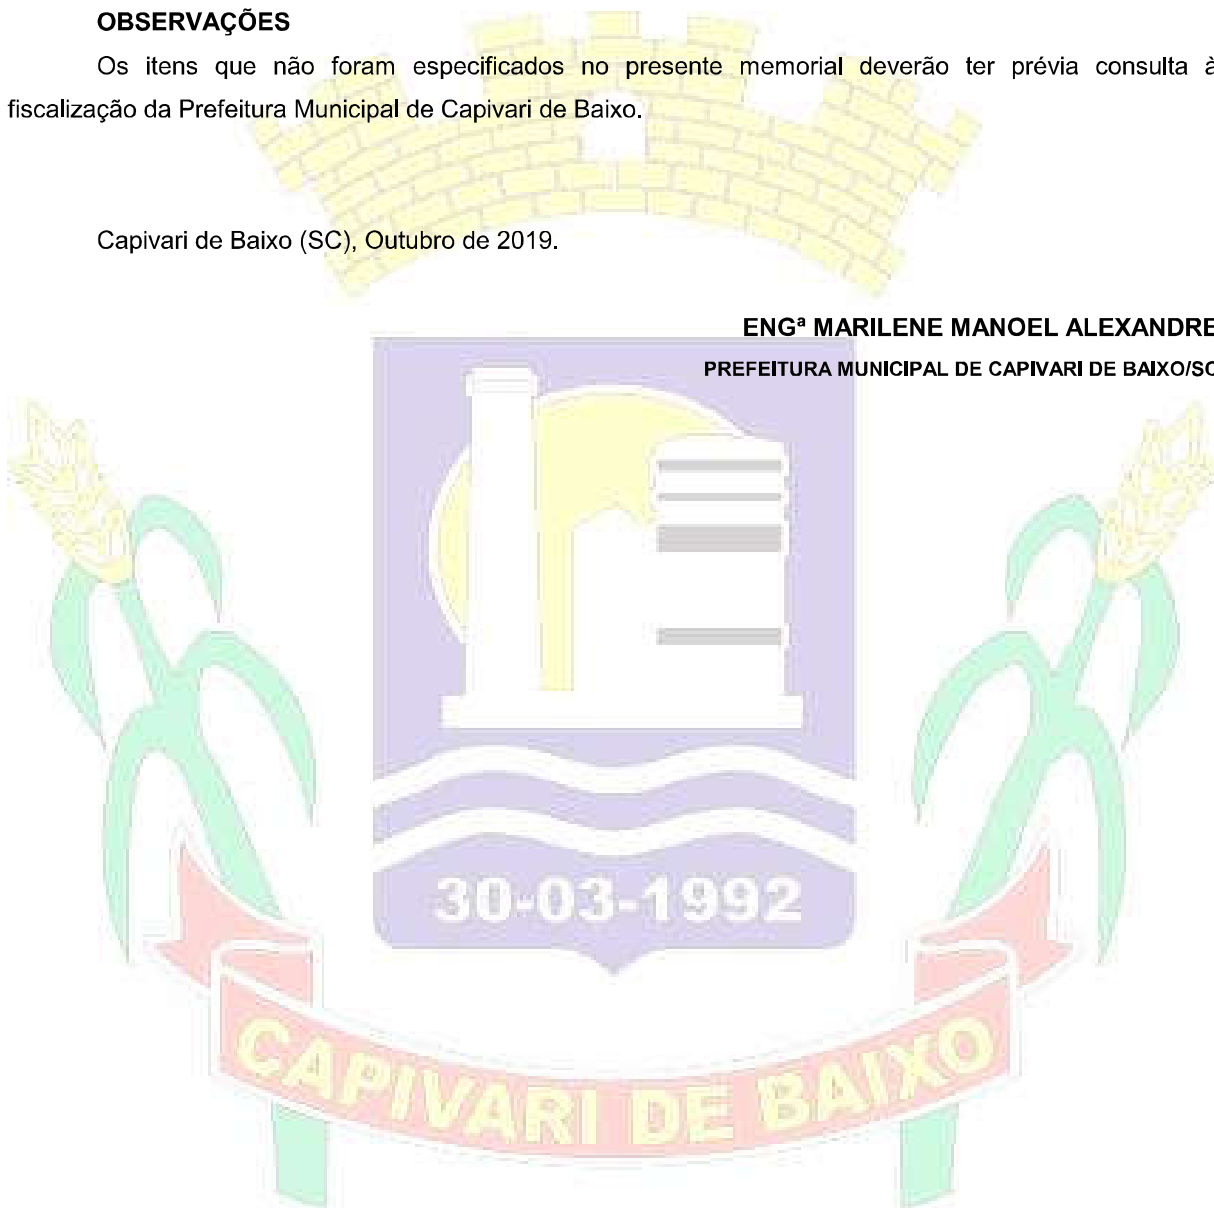 OBSERVAÇÕES
Os itens que não foram especificados no presente memorial deverão ter prévia consulta à
fiscalização da Prefeitura Municipal de Capivari de Baixo.
Capivari de Baixo (SC), Outubro de 2019.
ENGª MARILENE MANOEL ALEXANDRE
PREFEITURA MUNICIPAL DE CAPIVARI DE BAIXO/SC
30-03-1992
CAPIVARI DE BAIXO